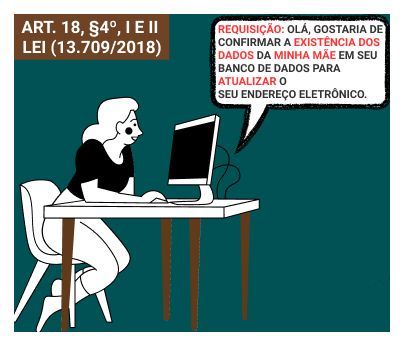 ART. 18, §4º, I E II
LEI (13.709/2018)
REQUISIÇÃO: OLÁ, GOSTARIA DE
CONFIRMAR A EXISTÊNCIA DOS
DADOS DA MINHA MÃE EM SEU
BANCO DE DADOS PARA
ATUALIZAR O
SEU ENDEREÇO ELETRÔNICO.